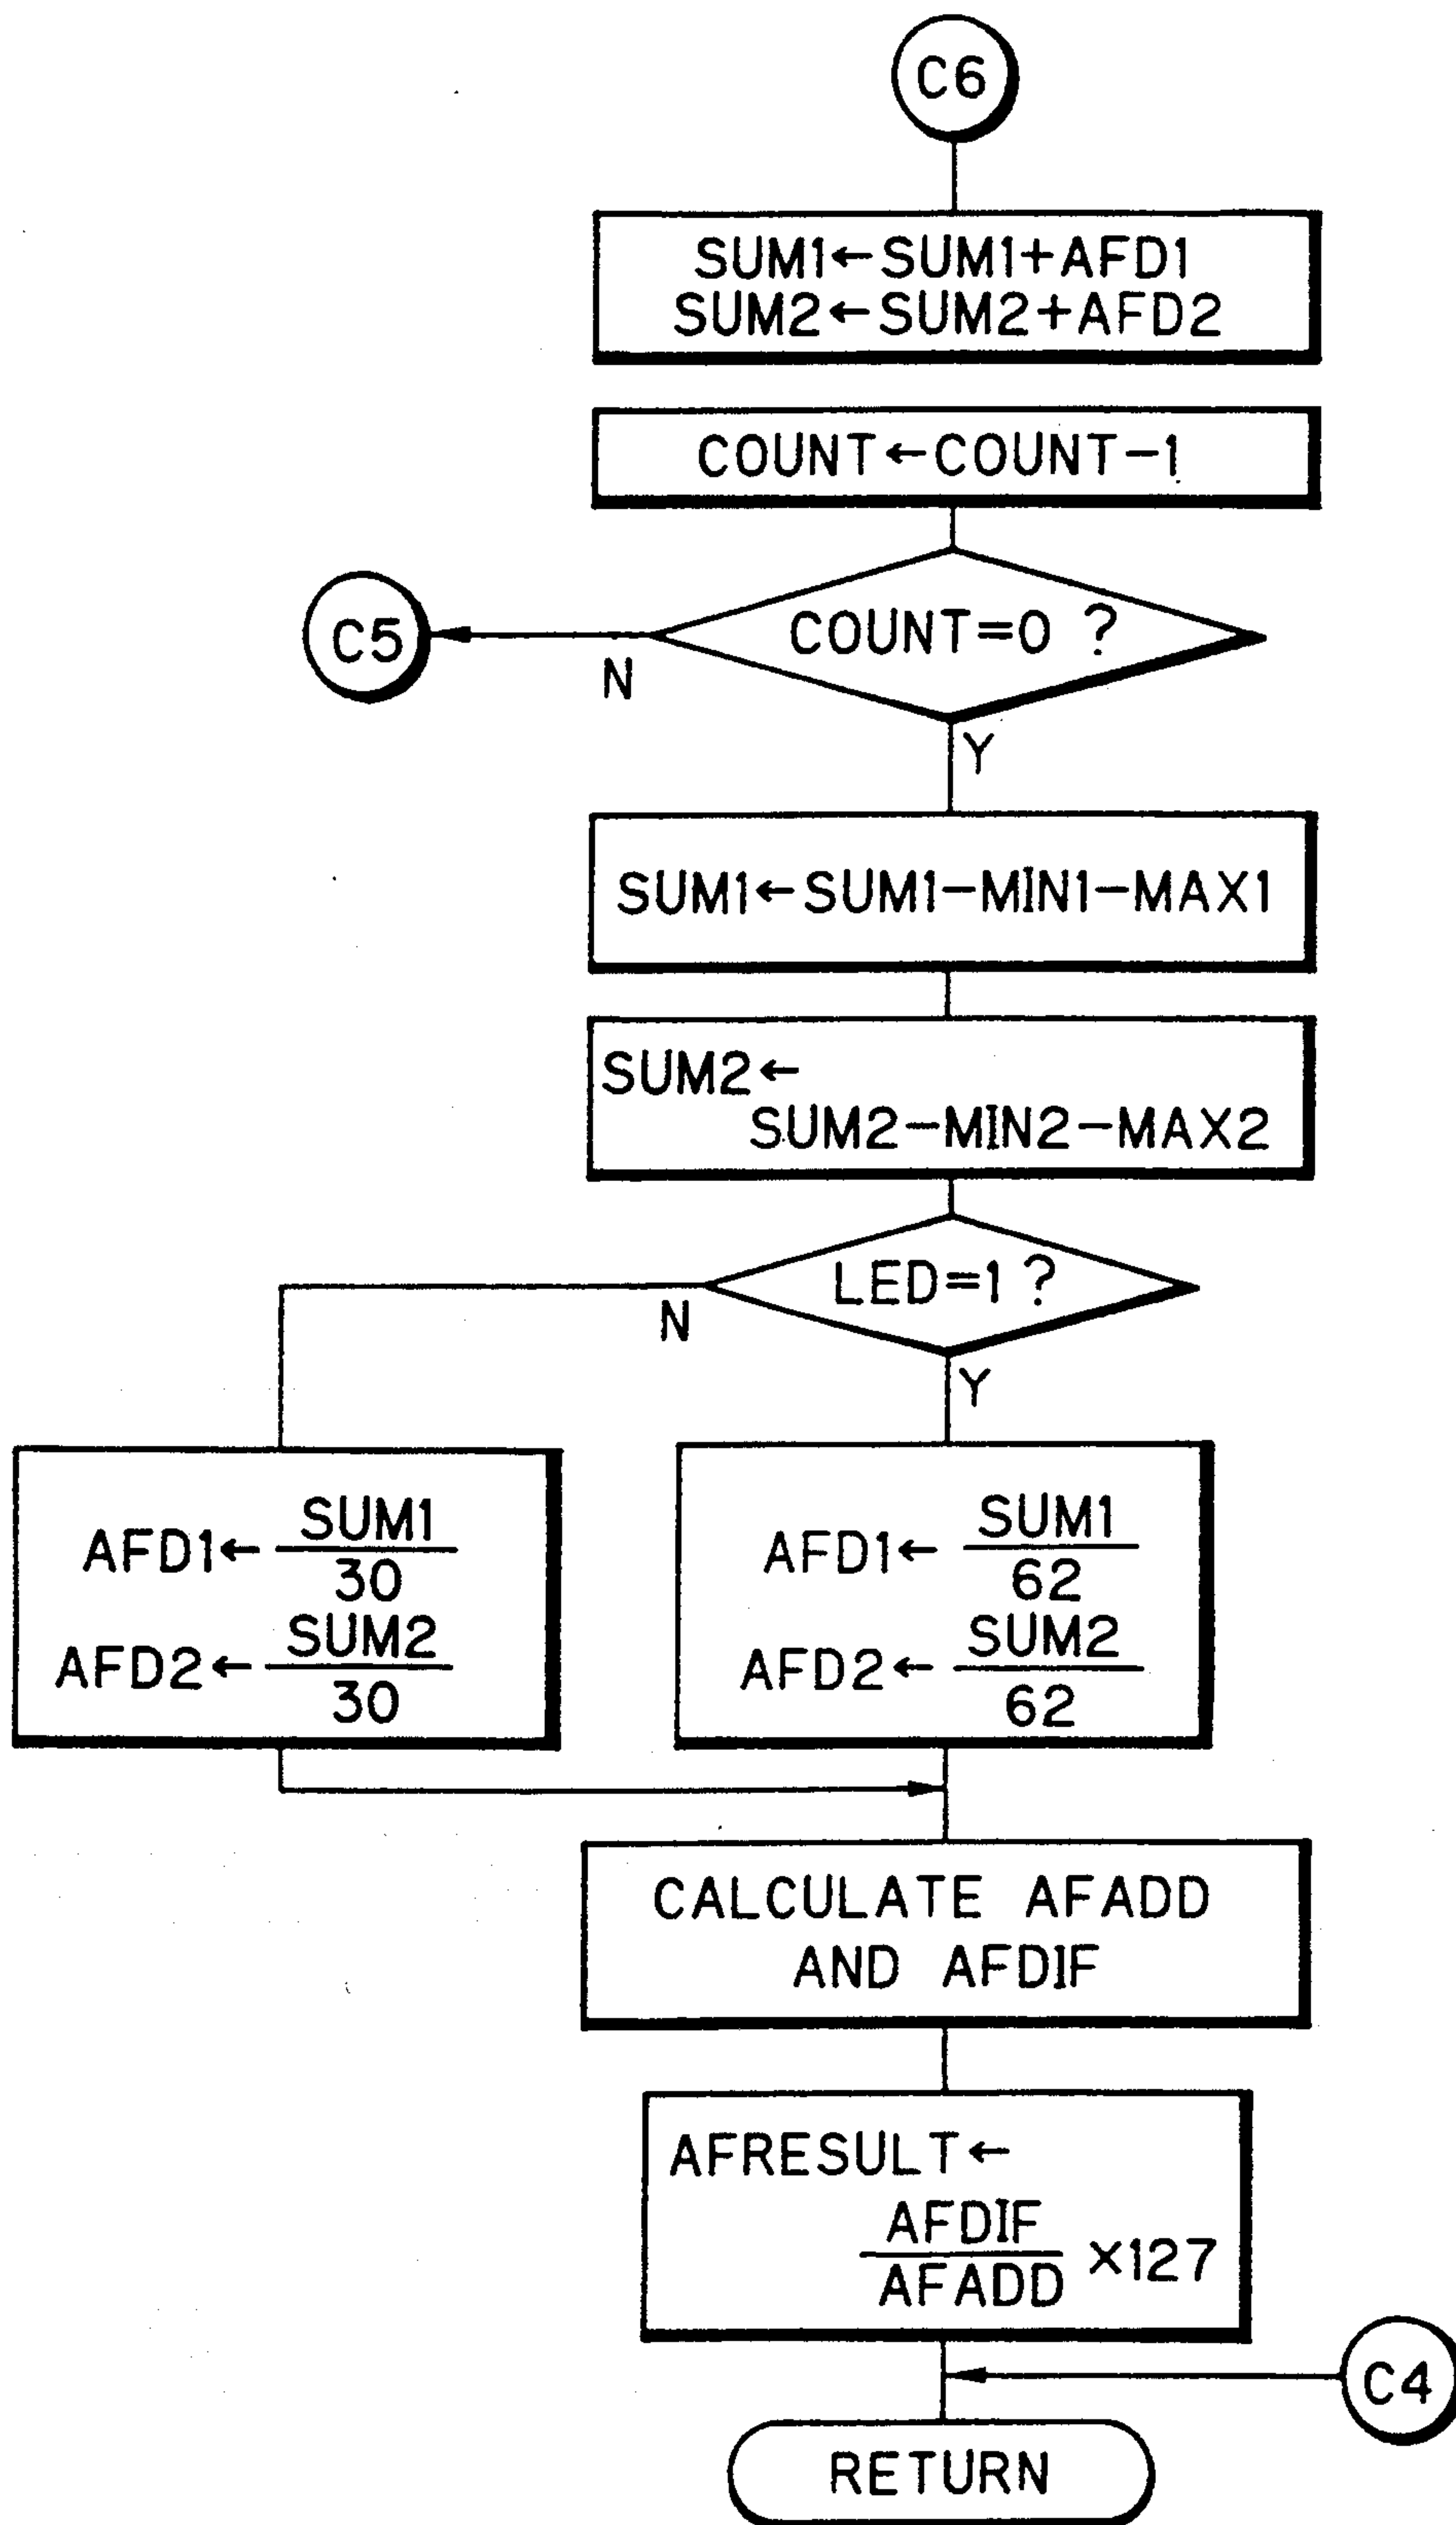 C6
SUM1←SUM1+AFD1
SUM2←SUM2+AFD2
COUNT←COUNT-1
COUNT=0 ?
C5
N
Y
SUM1←SUM1-MIN1-MAX1
SUM2←
SUM2-MIN2-MAX2
LED=1 ?
N
Y
AFD1← SUM1/30
AFD2← SUM2/30
AFD1← SUM1/62
AFD2← SUM2/62
CALCULATE AFADD
AND AFDIF
AFRESULT←
AFDIF/AFADD ×127
C4
RETURN